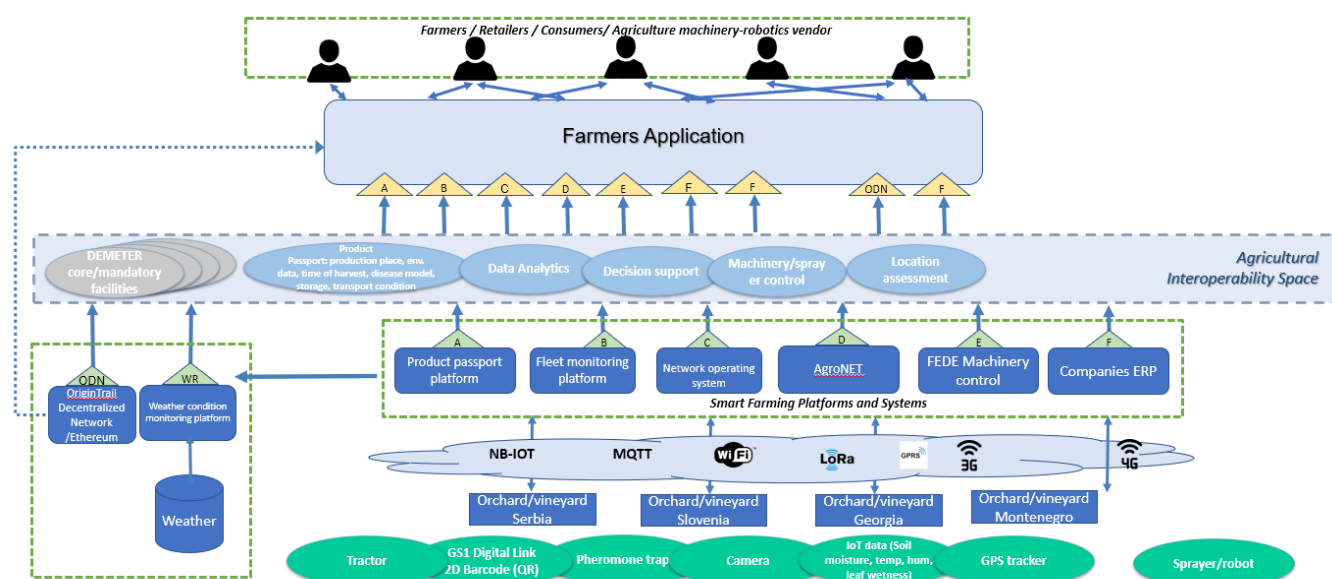 Farmers / Retailers / Consumers/ Agriculture machinery-robotics vendor
Farmers Application
A
B
C
D
E
F
F
ODN
F
DEMETER
core/mandatory
facilities
Product
Passport: production place, env.
data, time of harvest, disease model,
storage, transport condition
Data Analytics
Decision support
Machinery/spray
er control
Location
assessment
Agricultural
Interoperability Space
A
Product passport
platform
B
Fleet monitoring
platform
C
Network operating
system
D
AgroNET
E
FEDE Machinery
control
F
Companies ERP
Smart Farming Platforms and Systems
ODN
OriginTrail
Decentralized
Network
/Ethereum
WR
Weather condition
monitoring platform
Weather
NB-IOT
MQTT
WiFi
LoRa
GPRS
3G
4G
Orchard/vineyard
Serbia
Orchard/vineyard
Slovenia
Orchard/vineyard
Georgia
Orchard/vineyard
Montenegro
Tractor
GS1 Digital Link
2D Barcode (QR)
Pheromone trap
Camera
IoT data (Soil
moisture, temp, hum,
leaf wetness)
GPS tracker
Sprayer/robot